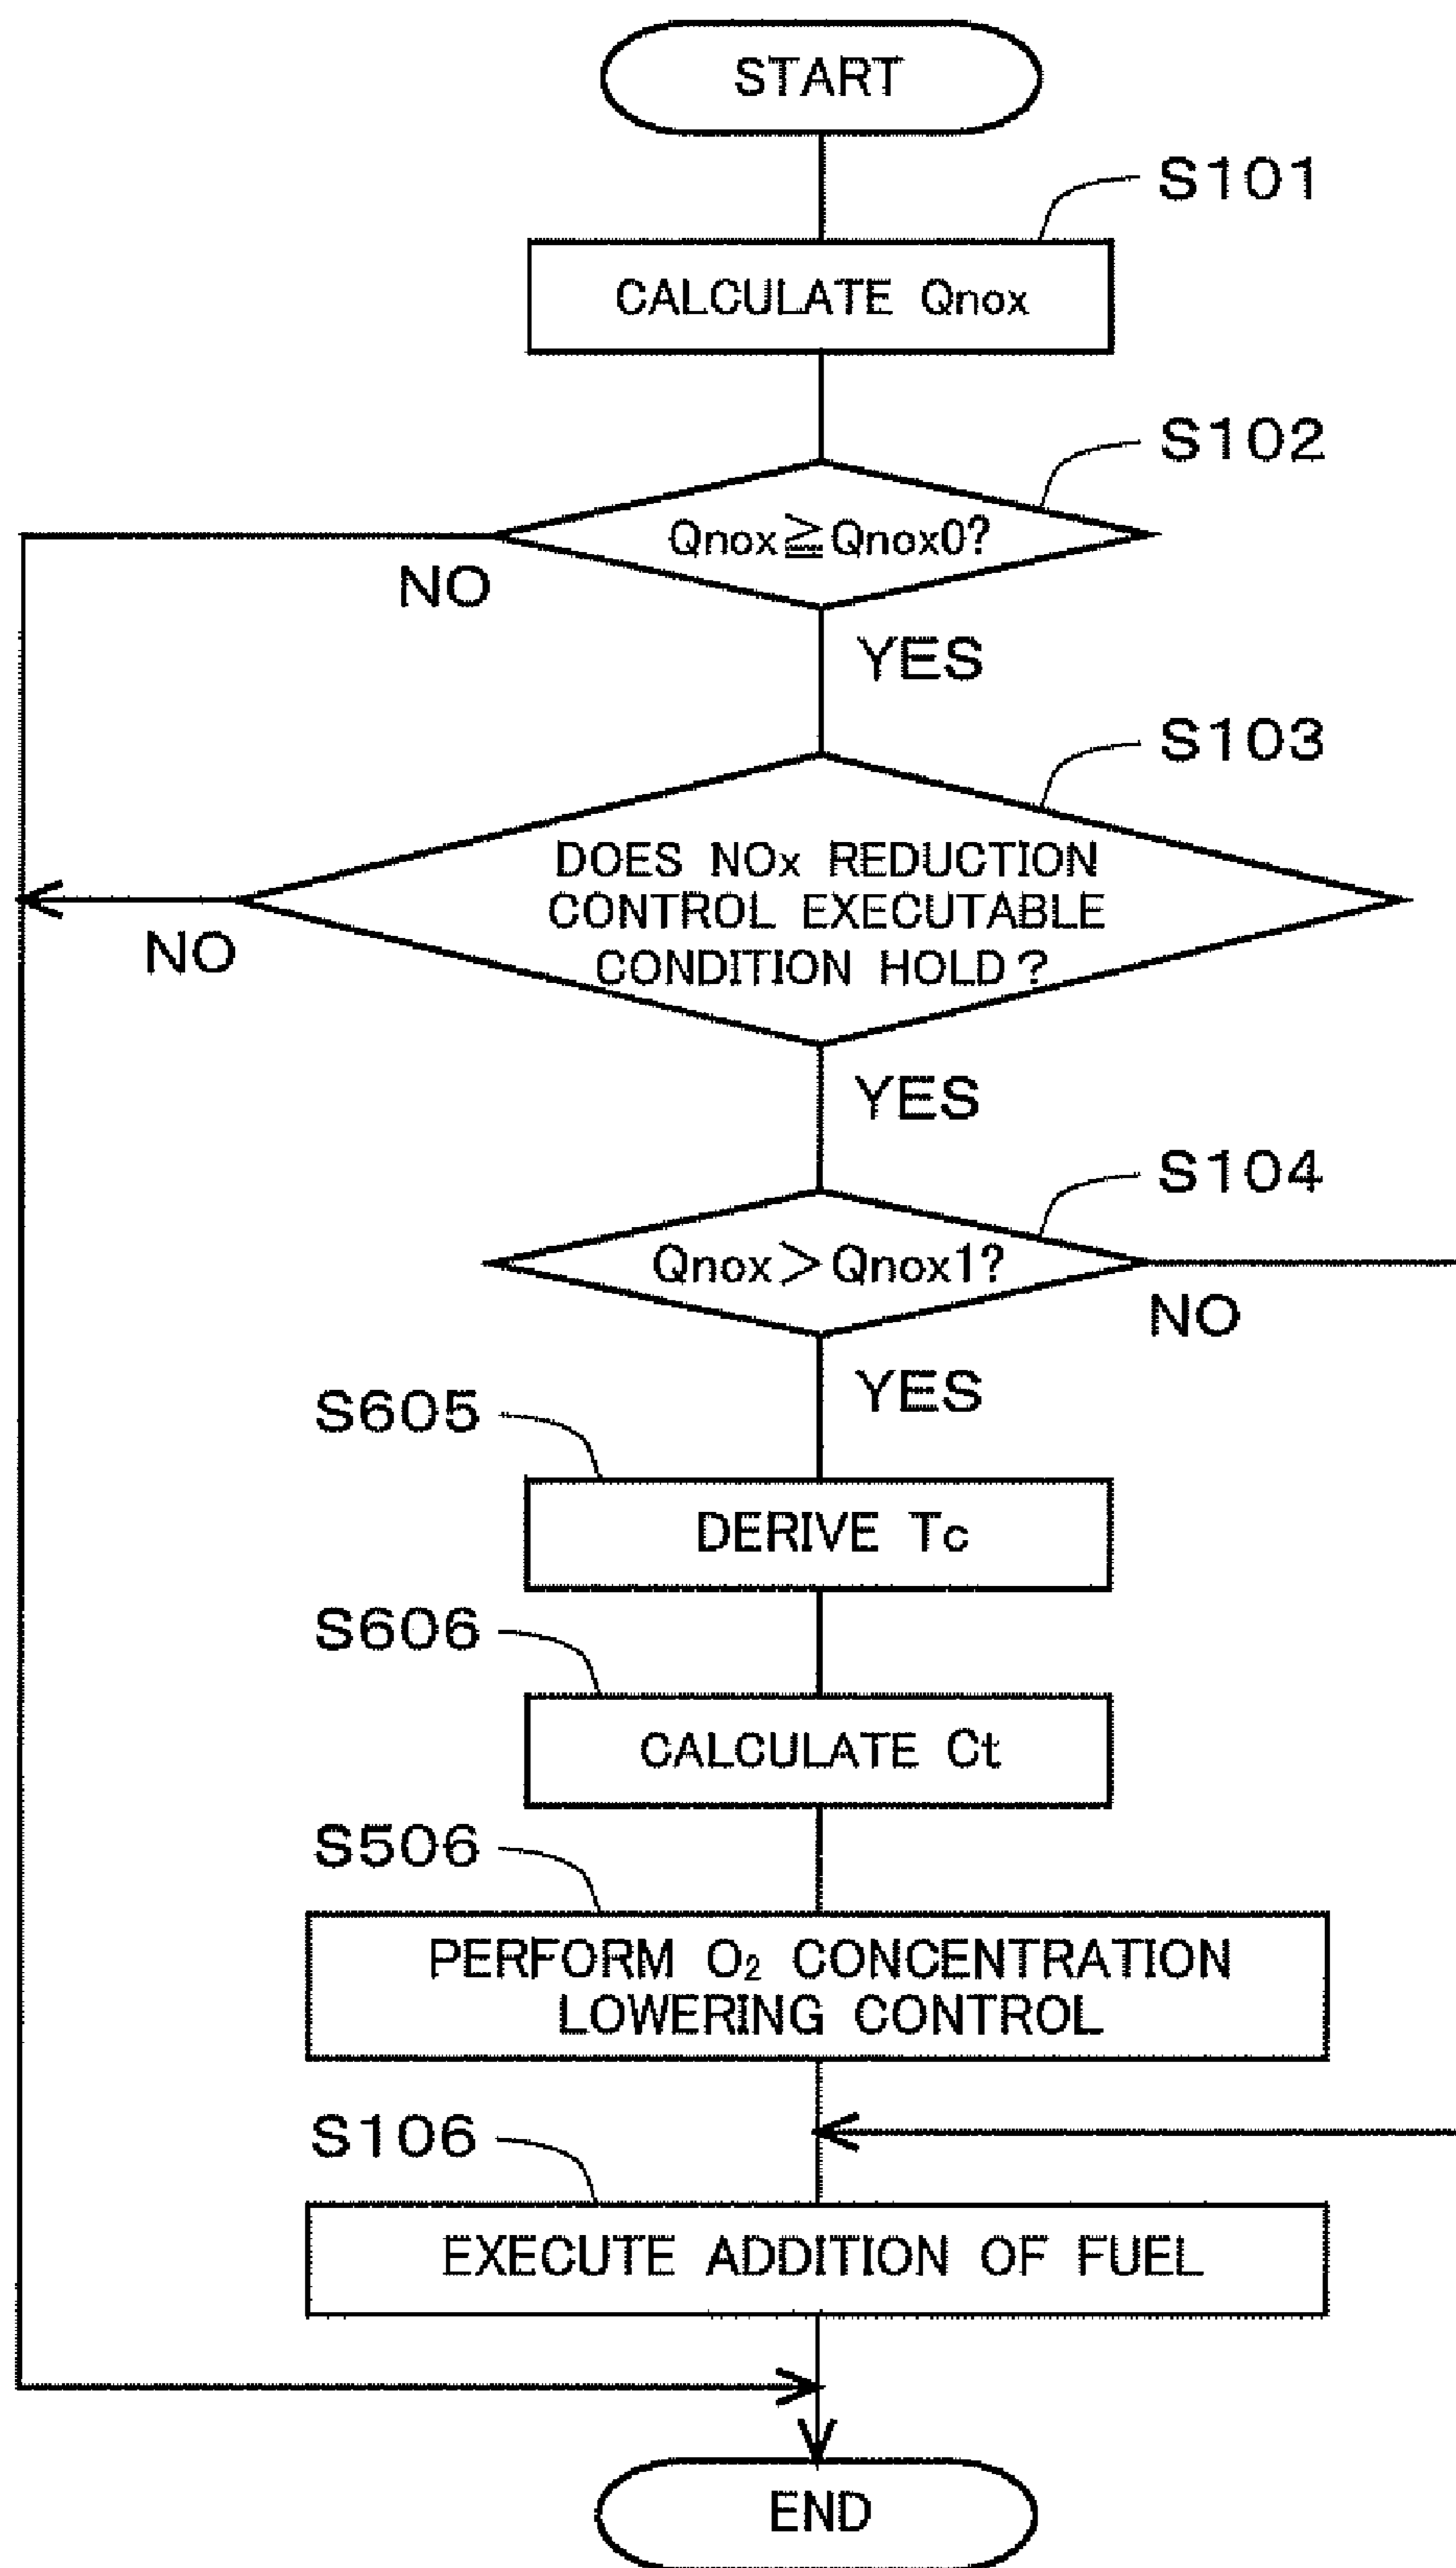 START
S101
CALCULATE Qnox
S102
Qnox≧Qnox0?
NO
YES
S103
DOES NOx REDUCTION
CONTROL EXECUTABLE
CONDITION HOLD?
NO
YES
S104
Qnox>Qnox1?
NO
YES
S605
DERIVE Tc
S606
CALCULATE Ct
S506
PERFORM O₂ CONCENTRATION
LOWERING CONTROL
S106
EXECUTE ADDITION OF FUEL
END